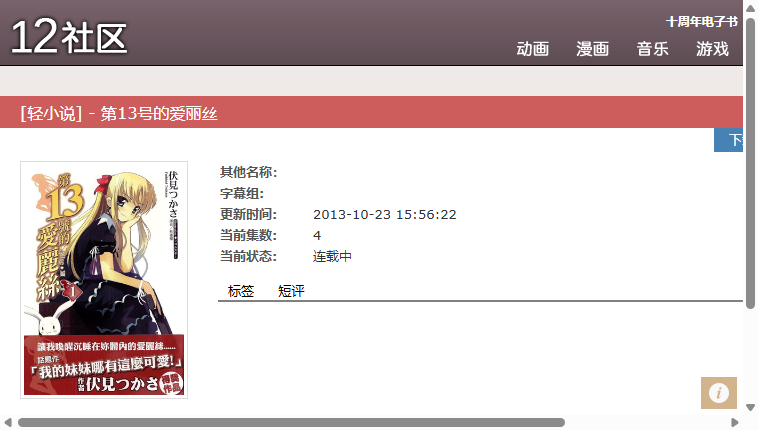 十周年电子书
12社区
动画 漫画 音乐 游戏
[轻小说] - 第13号的爱丽丝
其他名称:
字幕组:
更新时间: 2013-10-23 15:56:22
当前集数: 4
当前状态: 连载中
标签 短评
第13號的愛麗絲
1
伏見つかさ
讓我喚醒沉睡在妳體內的愛麗絲……
話題作
「我的妹妹哪有這麼可愛!」
作者 伏見つかさ
i